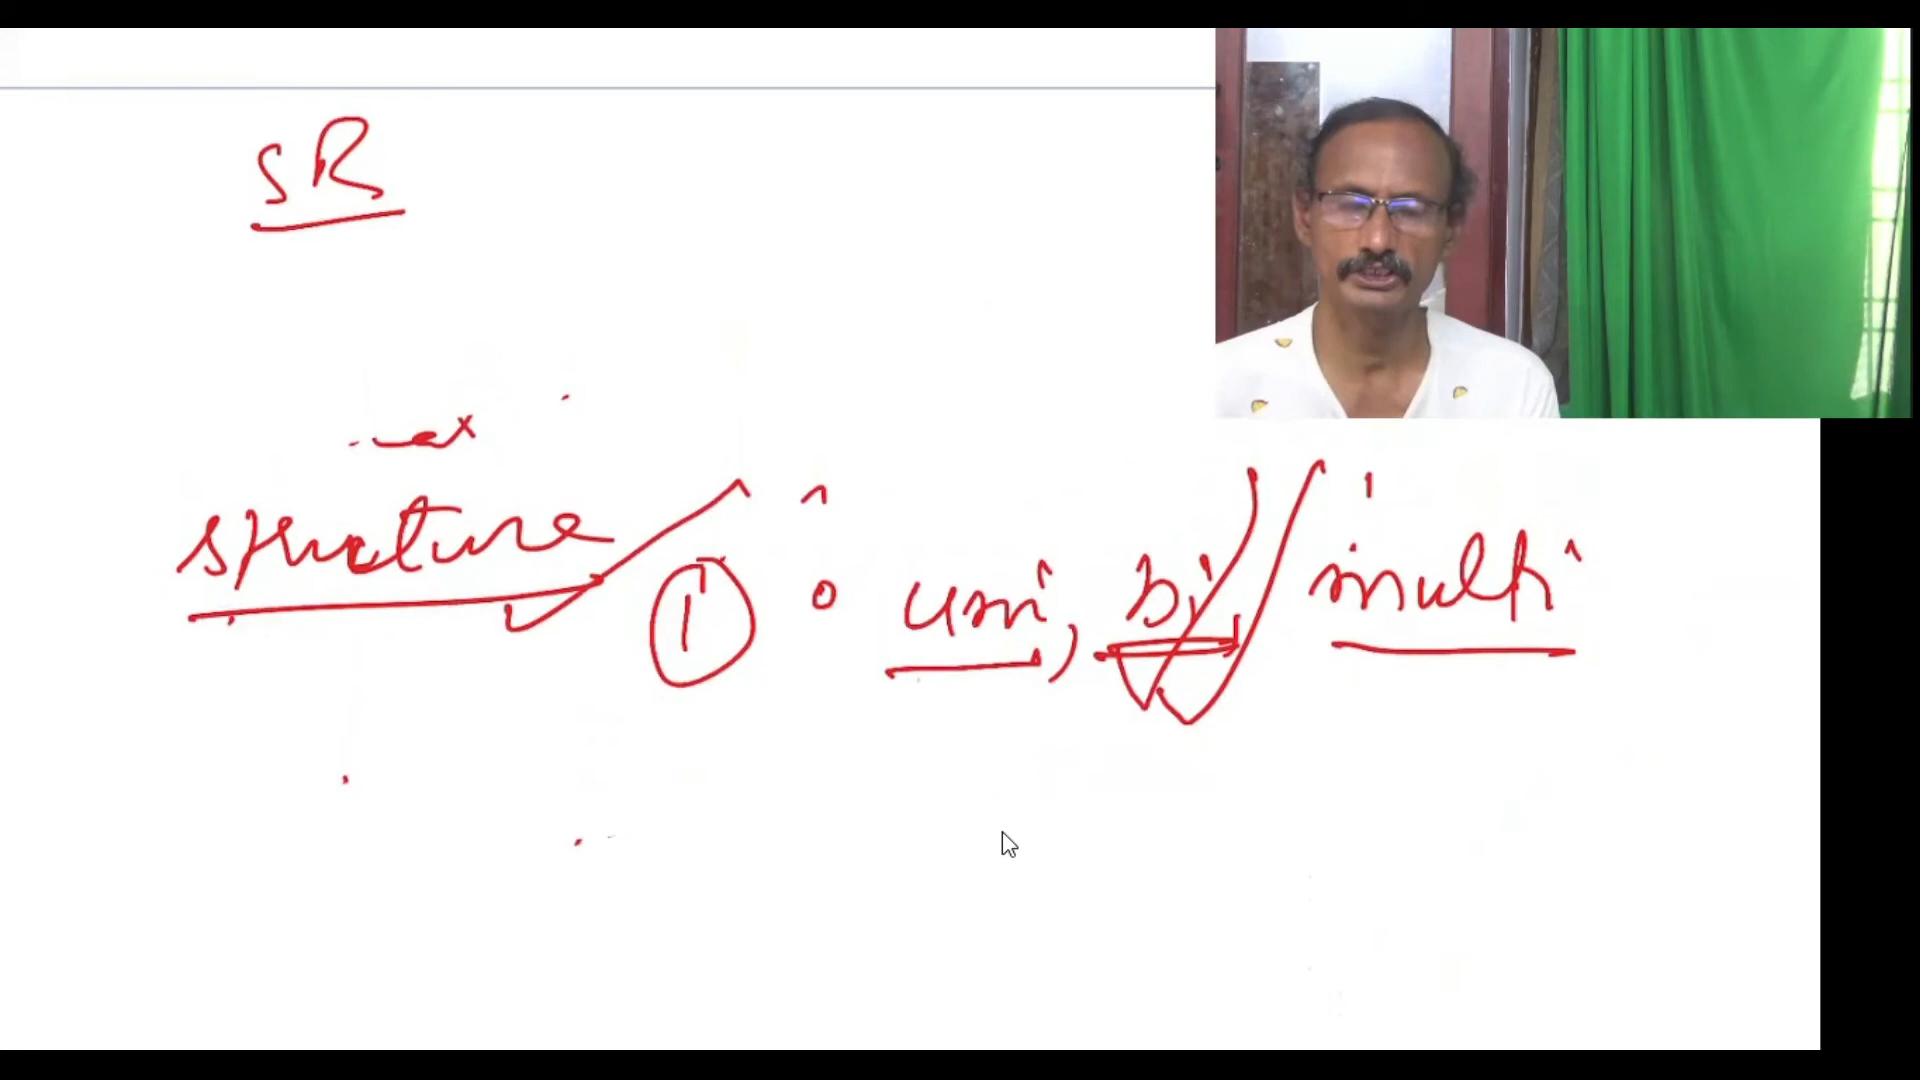 SR
structure
1 : uni, bi, multi